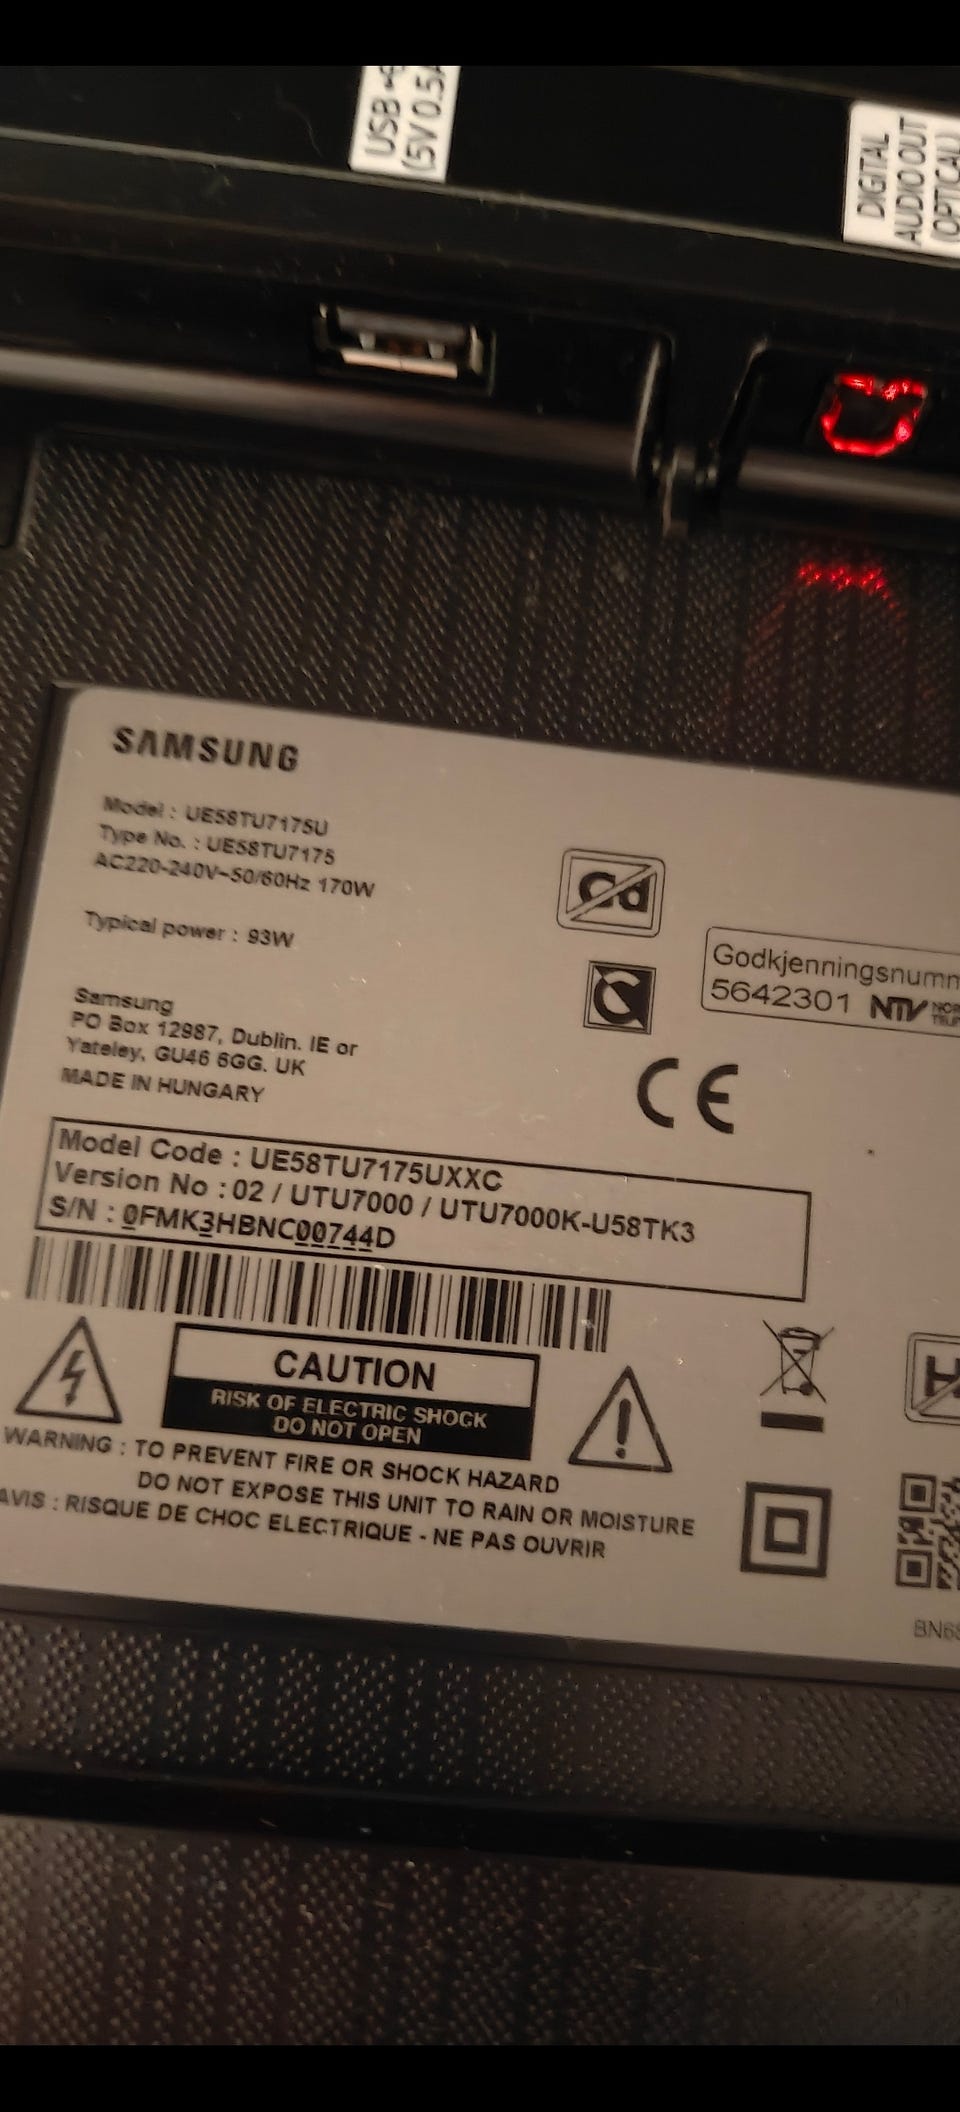 USB
(5V 0.5A
DIGITAL
AUDIO OUT
(OPTICAL)
SAMSUNG
Model : UE58TU7175U
Type No. : UE58TU7175
AC220-240V~50/60Hz 170W
Typical power : 93W
Samsung
PO Box 12987, Dublin. IE or
Yateley, GU46 6GG. UK
MADE IN HUNGARY
Cd
Godkjenningsnumm
5642301 NTV
CE
Model Code : UE58TU7175UXXC
Version No : 02 / UTU7000 / UTU7000K-U58TK3
S/N : 0FMK3HBNC00744D
CAUTION
RISK OF ELECTRIC SHOCK
DO NOT OPEN
WARNING : TO PREVENT FIRE OR SHOCK HAZARD
DO NOT EXPOSE THIS UNIT TO RAIN OR MOISTURE
AVIS : RISQUE DE CHOC ELECTRIQUE - NE PAS OUVRIR
H
BN68